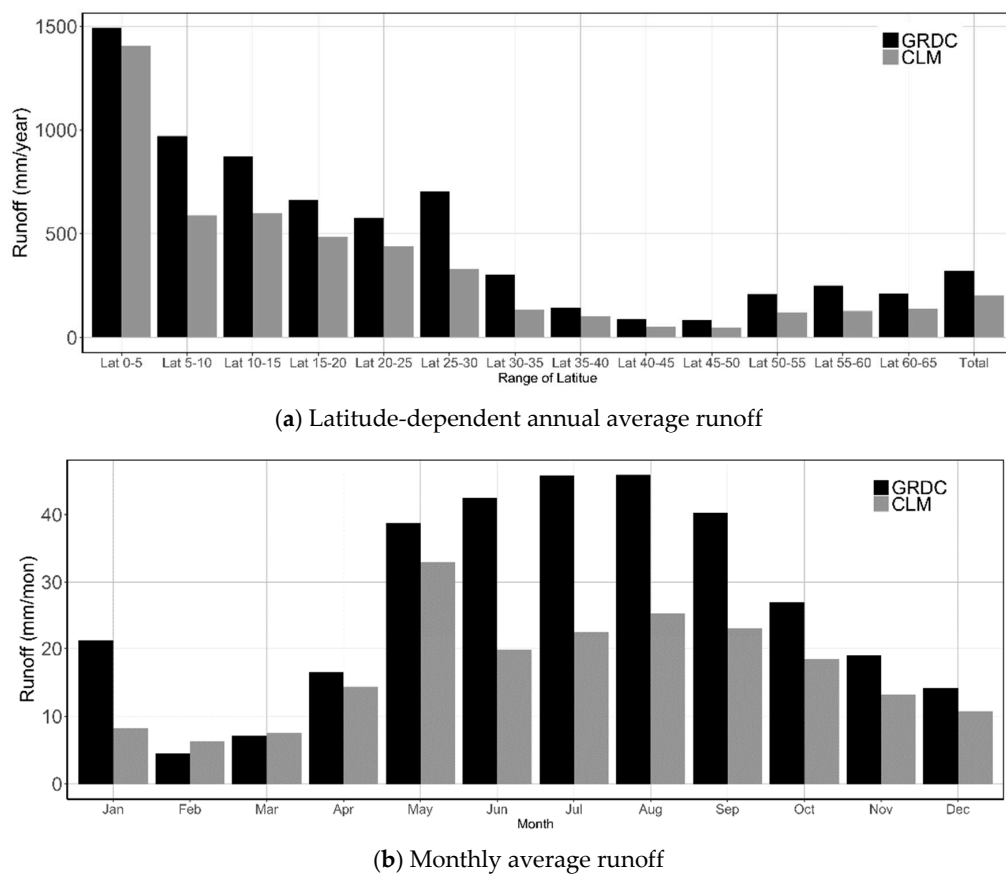 1500
1000
500
0
Runoff (mm/year)
GRDC
CLM
Lat 0-5 Lat 5-10 Lat 10-15 Lat 15-20 Lat 20-25 Lat 25-30 Lat 30-35 Lat 35-40 Lat 40-45 Lat 45-50 Lat 50-55 Lat 55-60 Lat 60-65 Total
Range of Latitue
(a) Latitude-dependent annual average runoff
40
30
20
10
0
Runoff (mm/mon)
GRDC
CLM
Jan Feb Mar Apr May Jun Jul Aug Sep Oct Nov Dec
Month
(b) Monthly average runoff